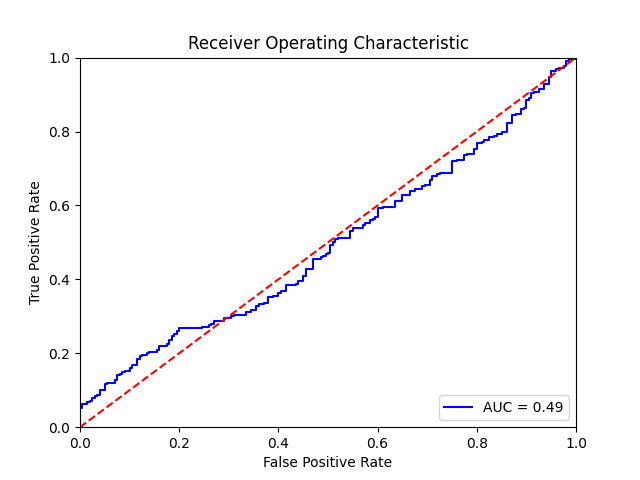 Receiver Operating Characteristic
True Positive Rate
1.0
0.8
0.6
0.4
0.2
0.0
AUC = 0.49
0.0 0.2 0.4 0.6 0.8 1.0
False Positive Rate